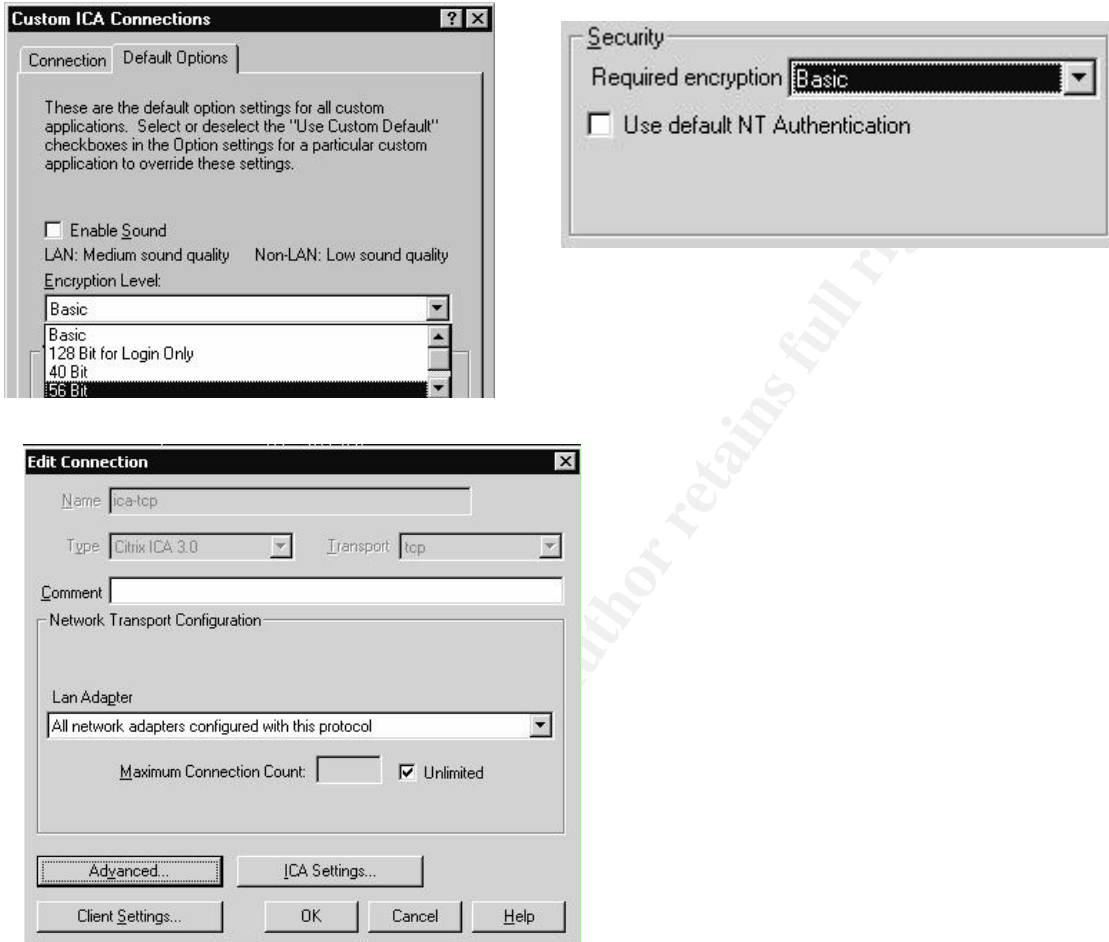 Custom ICA Connections
Connection
Default Options
These are the default option settings for all custom
applications. Select or deselect the "Use Custom Default"
checkboxes in the Option settings for a particular custom
application to override these settings.
Enable Sound
LAN: Medium sound quality Non-LAN: Low sound quality
Encryption Level:
Basic
Basic
128 Bit for Login Only
40 Bit
56 Bit
Security
Required encryption Basic
Use default NT Authentication
Edit Connection
Name ica-tcp
Type Citrix ICA 3.0 Transport tcp
Comment
Network Transport Configuration
Lan Adapter
All network adapters configured with this protocol
Maximum Connection Count: Unlimited
Advanced... ICA Settings...
Client Settings... OK Cancel Help
author retains full